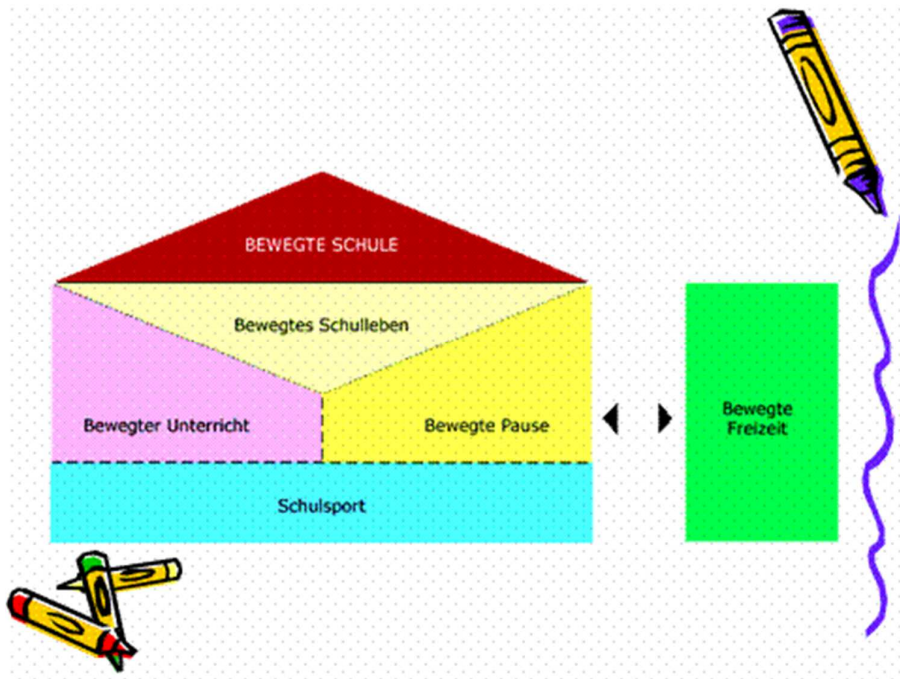 BEWEGTE SCHULE
Bewegtes Schulleben
Bewegter Unterricht
Bewegte Pause
Bewegte
Freizeit
Schulsport